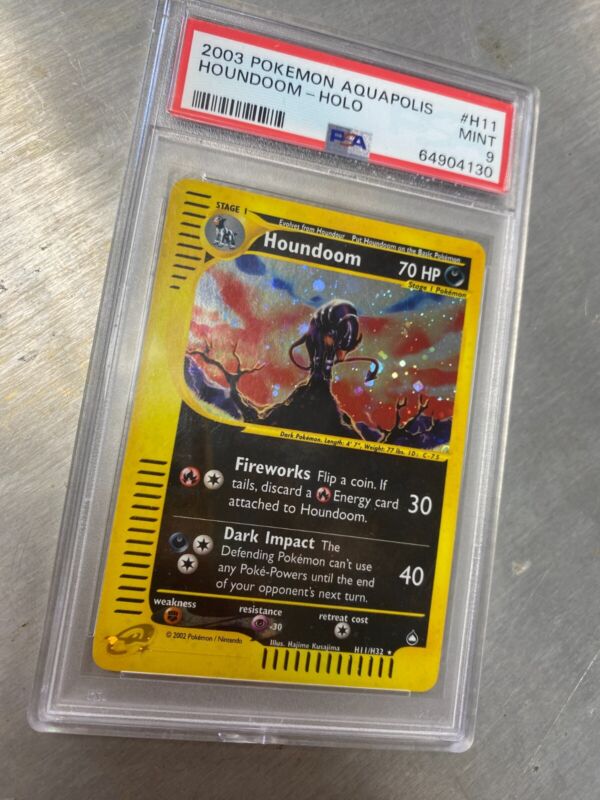 2003 POKEMON AQUAPOLIS #H11
HOUNDOOM - HOLO MINT
9
PSA 64904130
STAGE 1
Evolves from Houndour Put Houndoom on the Basic Pokémon
Houndoom 70 HP
Stage 1 Pokémon
Dark Pokémon. Length: 4' 7", Weight: 77 lbs. ID: C-75
Fireworks Flip a coin. If
tails, discard a Energy card 30
attached to Houndoom.
Dark Impact The
Defending Pokémon can't use
any Poké-Powers until the end 40
of your opponent's next turn.
weakness resistance retreat cost
-30
© 2002 Pokémon / Nintendo Illus. Hajime Kusajima H11/H32
e